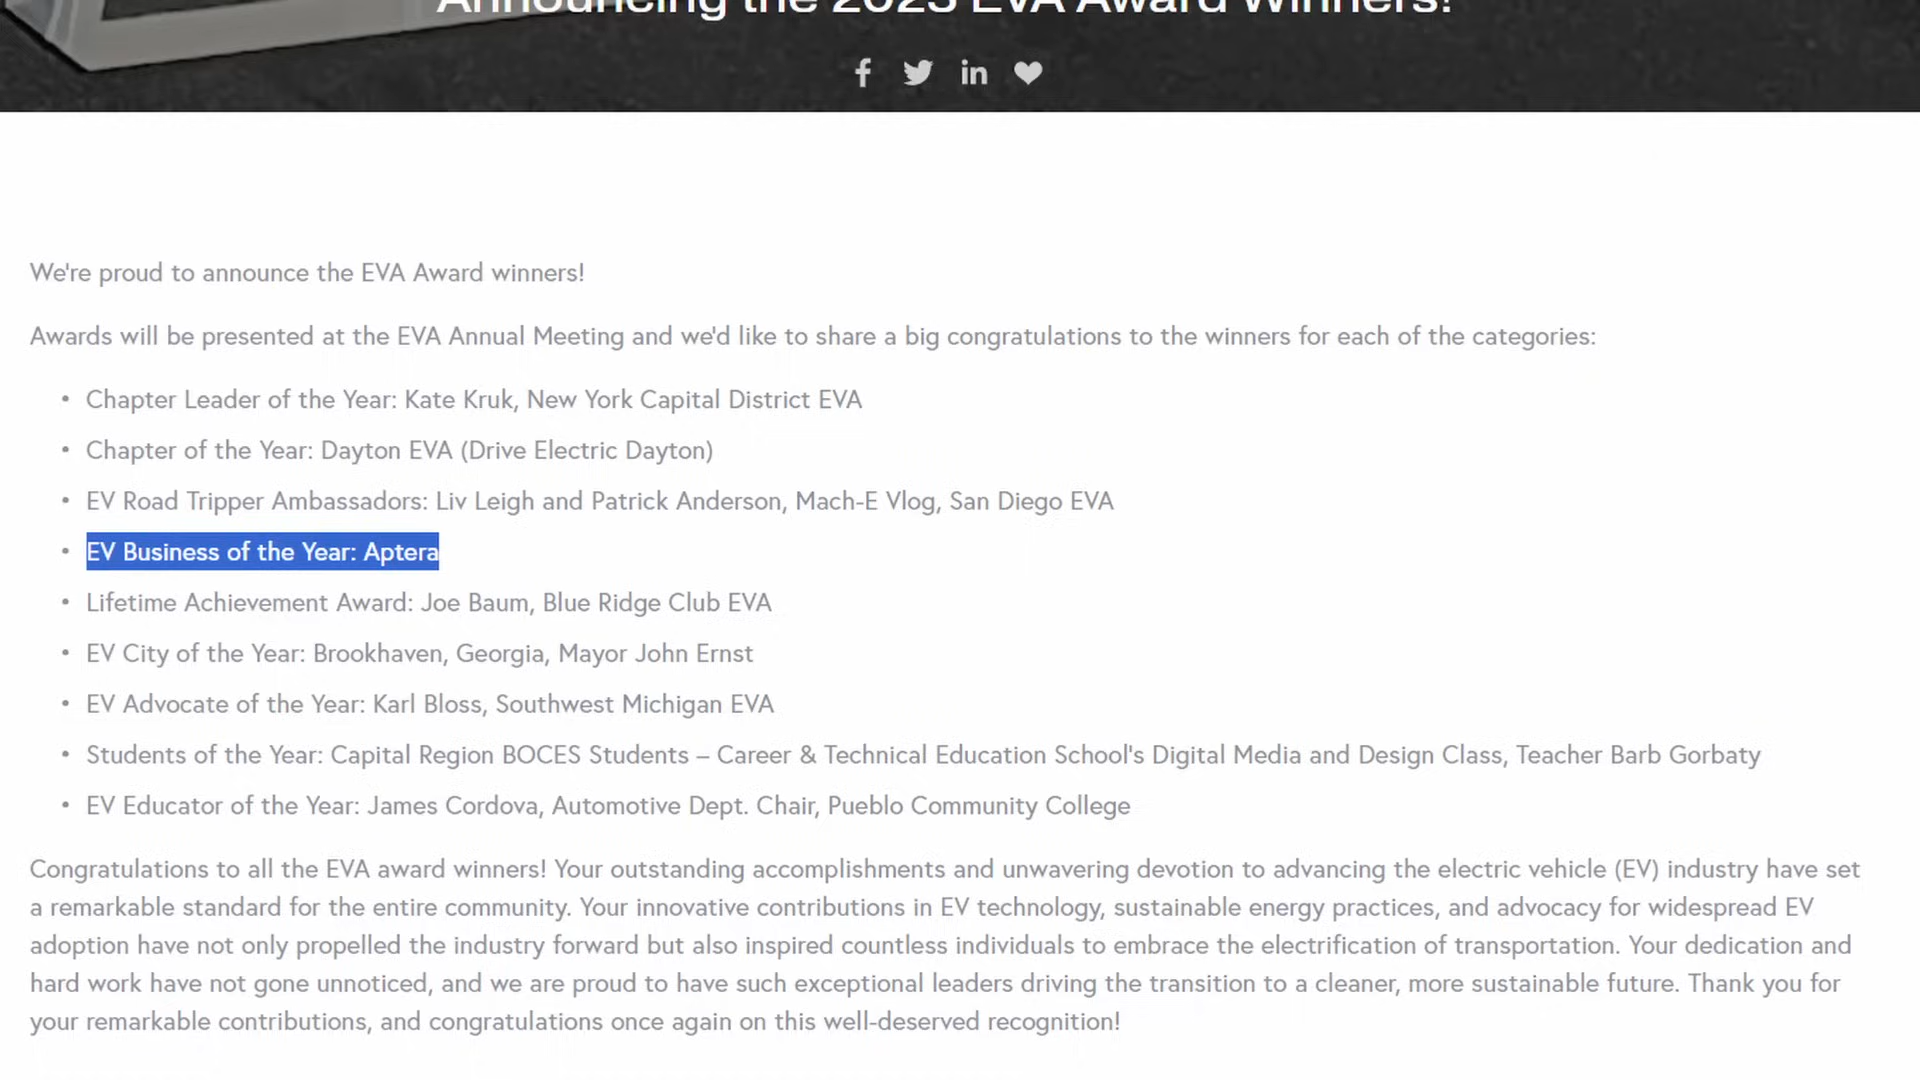 Announcing the 2023 EVA Award Winners!
We're proud to announce the EVA Award winners!
Awards will be presented at the EVA Annual Meeting and we'd like to share a big congratulations to the winners for each of the categories:
• Chapter Leader of the Year: Kate Kruk, New York Capital District EVA
• Chapter of the Year: Dayton EVA (Drive Electric Dayton)
• EV Road Tripper Ambassadors: Liv Leigh and Patrick Anderson, Mach-E Vlog, San Diego EVA
• EV Business of the Year: Aptera
• Lifetime Achievement Award: Joe Baum, Blue Ridge Club EVA
• EV City of the Year: Brookhaven, Georgia, Mayor John Ernst
• EV Advocate of the Year: Karl Bloss, Southwest Michigan EVA
• Students of the Year: Capital Region BOCES Students – Career & Technical Education School's Digital Media and Design Class, Teacher Barb Gorbaty
• EV Educator of the Year: James Cordova, Automotive Dept. Chair, Pueblo Community College
Congratulations to all the EVA award winners! Your outstanding accomplishments and unwavering devotion to advancing the electric vehicle (EV) industry have set
a remarkable standard for the entire community. Your innovative contributions in EV technology, sustainable energy practices, and advocacy for widespread EV
adoption have not only propelled the industry forward but also inspired countless individuals to embrace the electrification of transportation. Your dedication and
hard work have not gone unnoticed, and we are proud to have such exceptional leaders driving the transition to a cleaner, more sustainable future. Thank you for
your remarkable contributions, and congratulations once again on this well-deserved recognition!